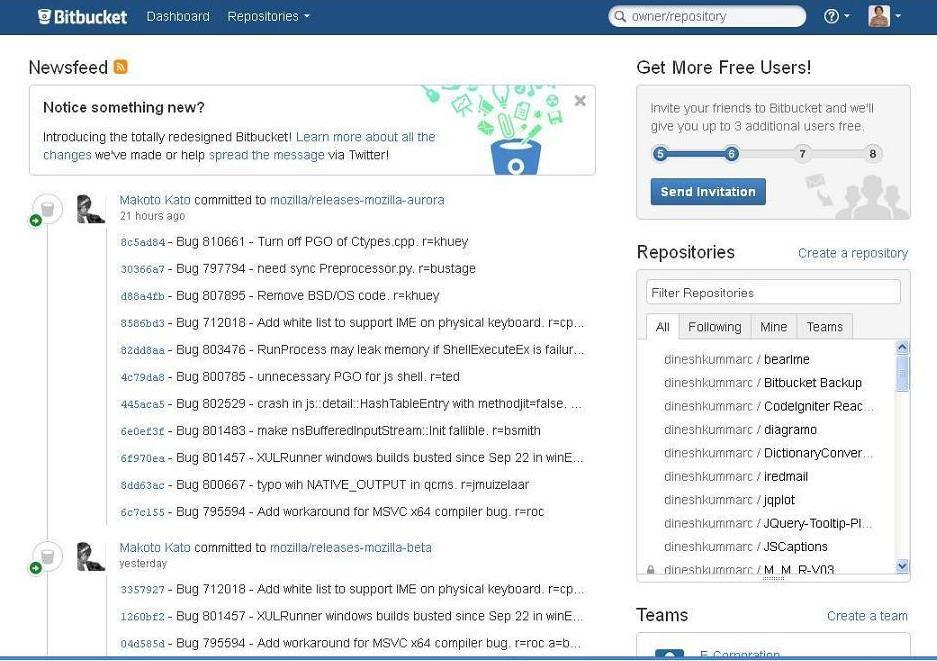 Bitbucket Dashboard Repositories owner/repository
Newsfeed
Notice something new?
Introducing the totally redesigned Bitbucket! Learn more about all the
changes we've made or help spread the message via Twitter!
Makoto Kato committed to mozilla/releases-mozilla-aurora
21 hours ago
8c5ad84 - Bug 810661 - Turn off PGO of Ctypes.cpp. r=khuey
30366a7 - Bug 797794 - need sync Preprocessor.py. r=bustage
d88a4fb - Bug 807895 - Remove BSD/OS code. r=khuey
8586bd3 - Bug 712018 - Add white list to support IME on physical keyboard. r=cp...
82dd8aa - Bug 803476 - RunProcess may leak memory if ShellExecuteEx is failur...
4c79da8 - Bug 800785 - unnecessary PGO for js shell. r=ted
445aca5 - Bug 802529 - crash in js::detail::HashTableEntry with methodjit=false. ...
6e0ef3f - Bug 801483 - make nsBufferedInputStream::Init fallible. r=bsmith
6f970ea - Bug 801457 - XULRunner windows builds busted since Sep 22 in winE...
8dd63ac - Bug 800667 - typo wih NATIVE_OUTPUT in qcms. r=jmuizelaar
6c7c155 - Bug 795594 - Add workaround for MSVC x64 compiler bug. r=roc
Makoto Kato committed to mozilla/releases-mozilla-beta
yesterday
3357927 - Bug 712018 - Add white list to support IME on physical keyboard. r=cp...
1260bf2 - Bug 801457 - XULRunner windows builds busted since Sep 22 in winE...
04d585d - Bug 795594 - Add workaround for MSVC x64 compiler bug. r=roc a=b...
Get More Free Users!
Invite your friends to Bitbucket and we'll
give you up to 3 additional users free.
5 6 7 8
Send Invitation
Repositories Create a repository
Filter Repositories
All Following Mine Teams
dineshkummarc / bearlme
dineshkummarc / Bitbucket Backup
dineshkummarc / CodeIgniter Reac...
dineshkummarc / diagramo
dineshkummarc / DictionaryConver...
dineshkummarc / iredmail
dineshkummarc / jqplot
dineshkummarc / JQuery-Tooltip-Pl...
dineshkummarc / JSCaptions
dineshkummarc / M_M_R-V03
Teams Create a team
E-Corporation